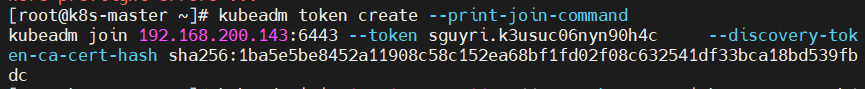 [root@k8s-master ~]# kubeadm token create --print-join-command
kubeadm join 192.168.200.143:6443 --token sguyri.k3usuc06nyn90h4c     --discovery-tok
en-ca-cert-hash sha256:1ba5e5be8452a11908c58c152ea68bf1fd02f08c632541df33bca18bd539fb
dc